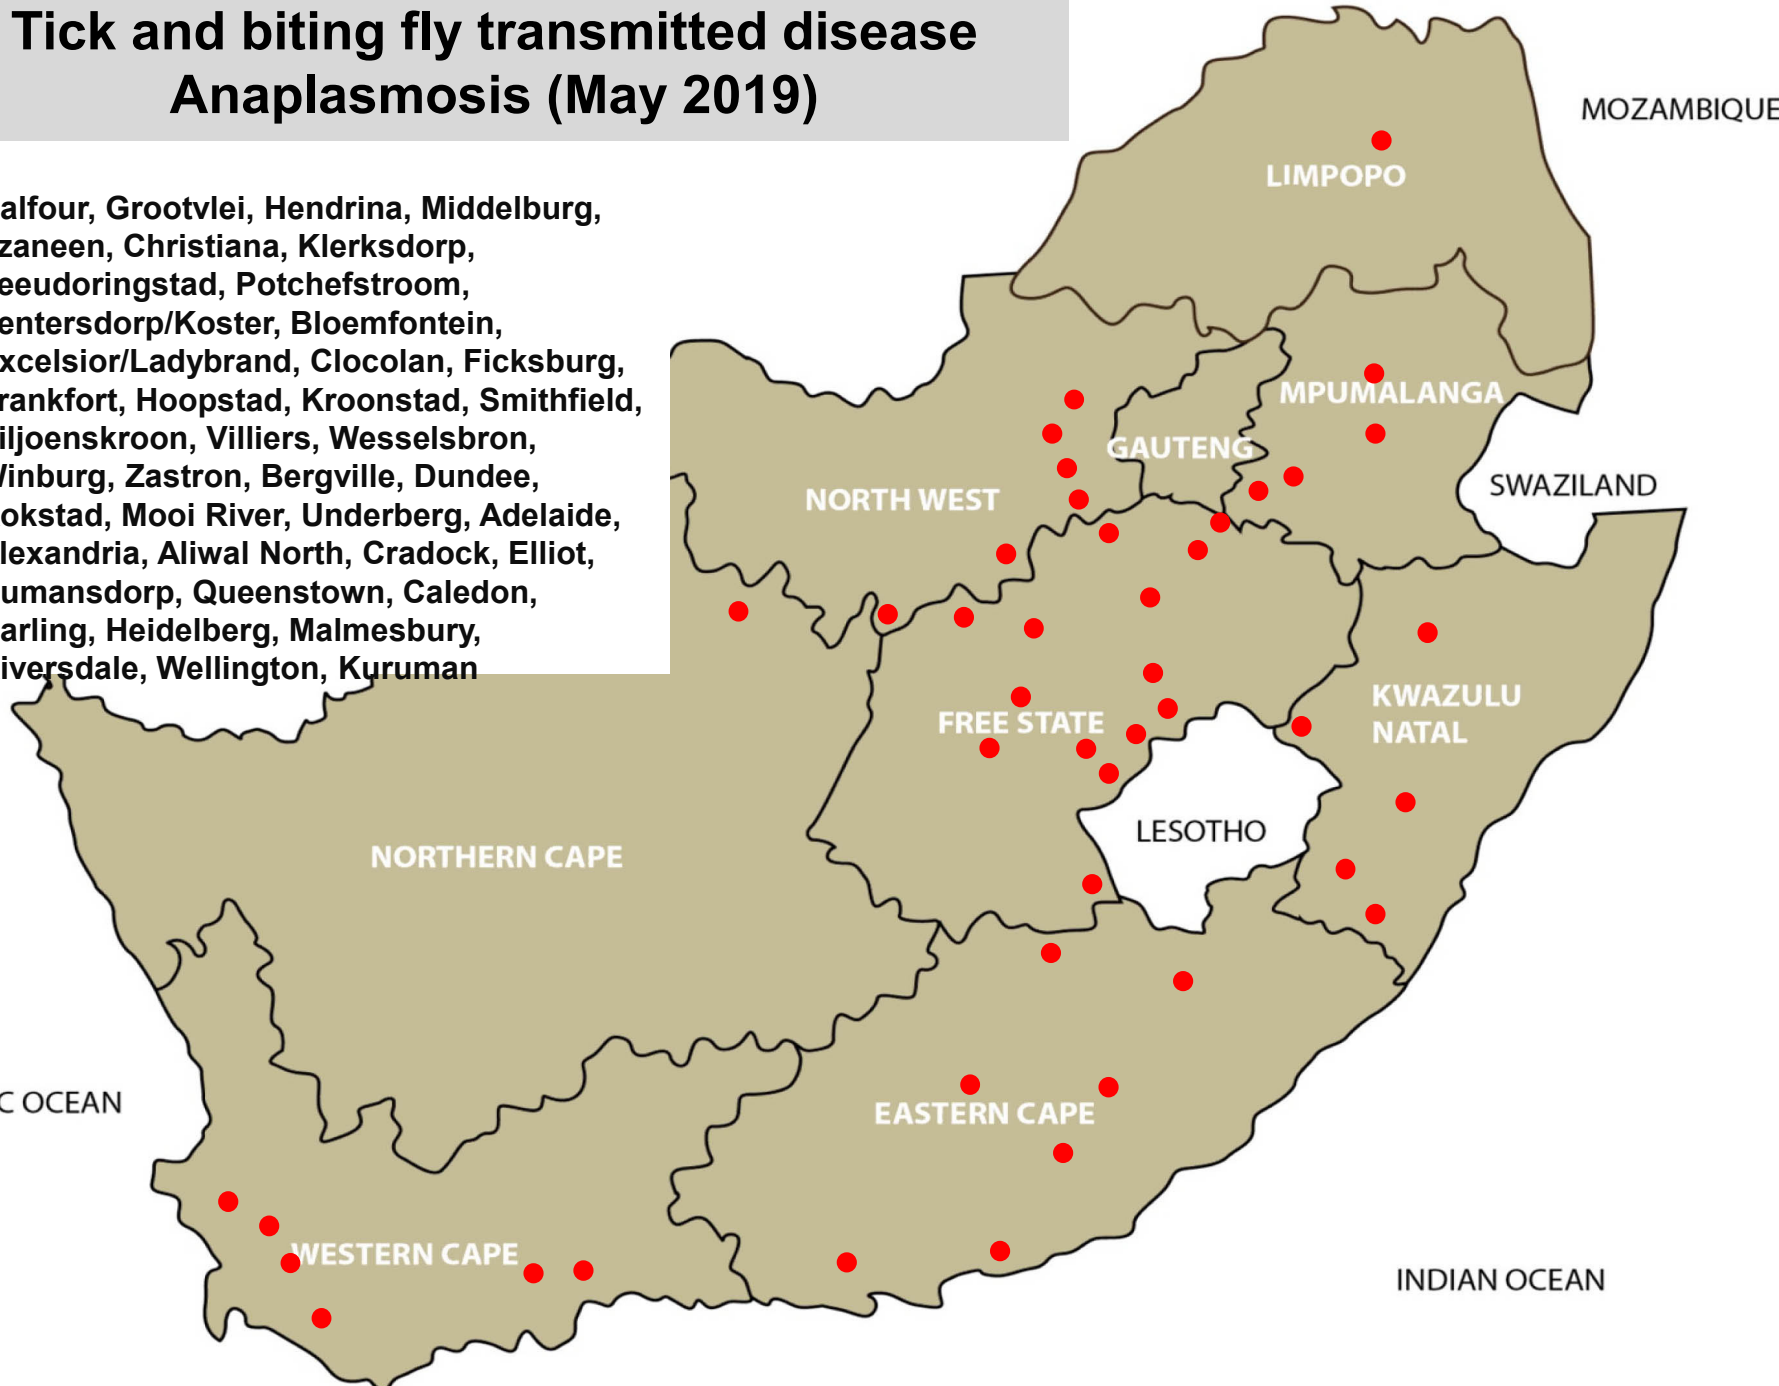 Tick and biting fly transmitted disease
Anaplasmosis (May 2019)
alfour, Grootvlei, Hendrina, Middelburg,
zaneen, Christiana, Klerksdorp,
eeudoringstad, Potchefstroom,
entersdorp/Koster, Bloemfontein,
xcelsior/Ladybrand, Clocolan, Ficksburg,
rankfort, Hoopstad, Kroonstad, Smithfield,
iljoenskroon, Villiers, Wesselsbron,
Winburg, Zastron, Bergville, Dundee,
okstad, Mooi River, Underberg, Adelaide,
lexandria, Aliwal North, Cradock, Elliot,
umansdorp, Queenstown, Caledon,
arling, Heidelberg, Malmesbury,
iversdale, Wellington, Kuruman
MOZAMBIQUE
LIMPOPO
MPUMALANGA
GAUTENG
SWAZILAND
NORTH WEST
KWAZULU
NATAL
FREE STATE
LESOTHO
NORTHERN CAPE
C OCEAN
EASTERN CAPE
WESTERN CAPE
INDIAN OCEAN